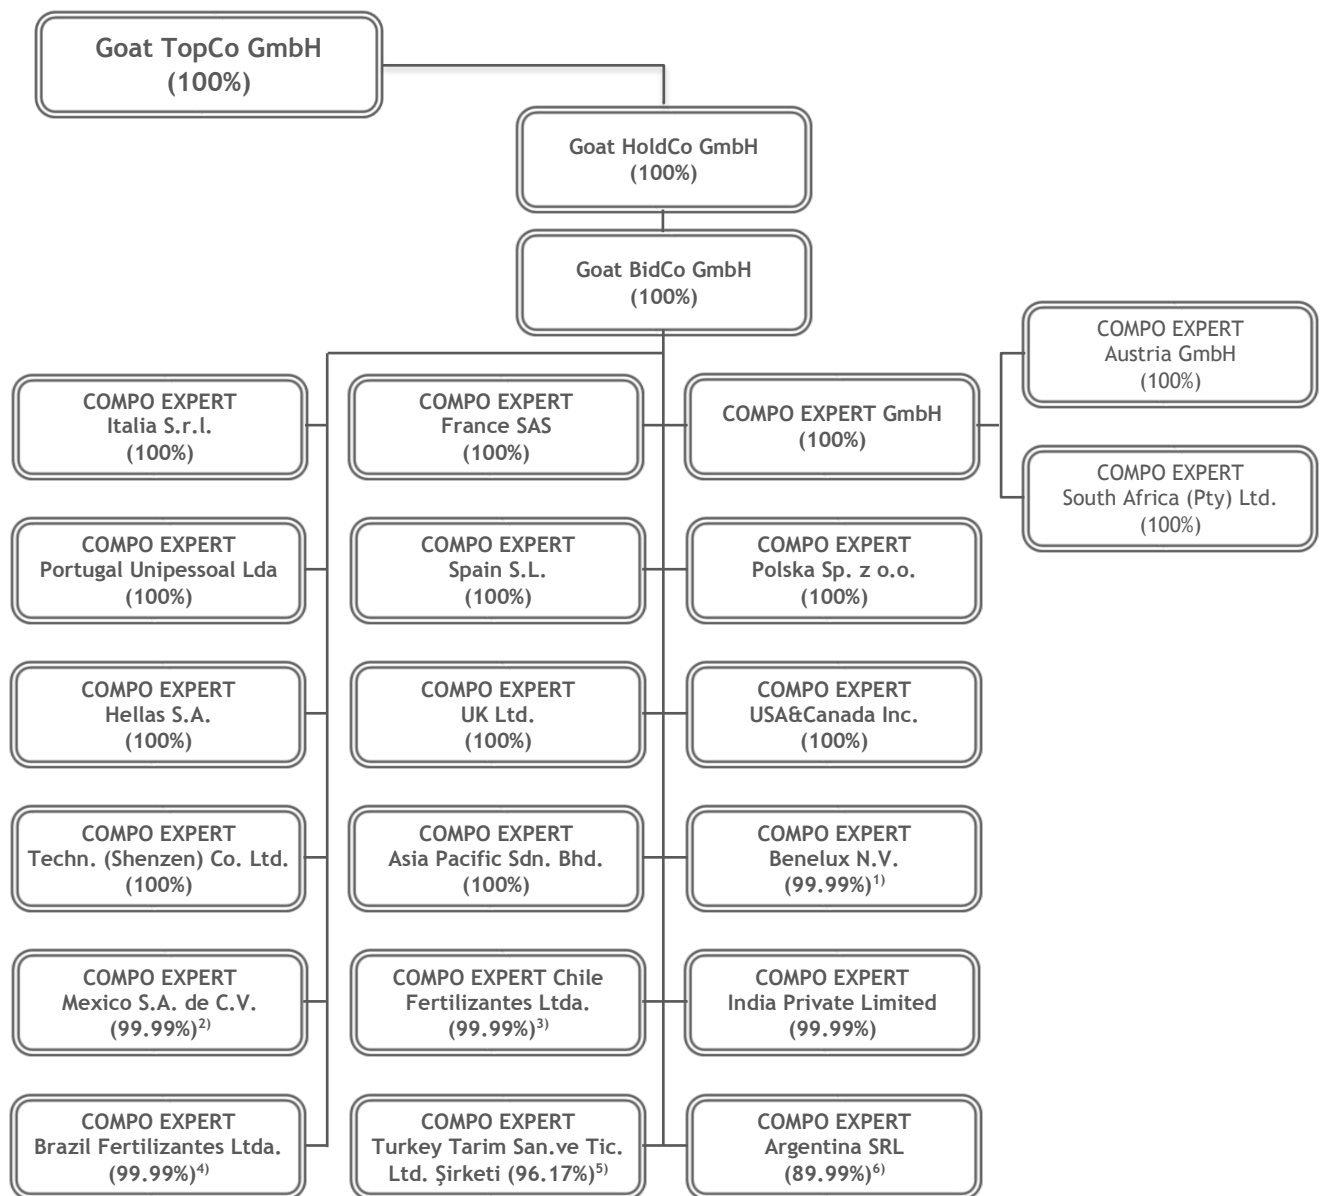 Goat TopCo GmbH
(100%)
Goat HoldCo GmbH
(100%)
Goat BidCo GmbH
(100%)
COMPO EXPERT
Austria GmbH
(100%)
COMPO EXPERT
South Africa (Pty) Ltd.
(100%)
COMPO EXPERT
Italia S.r.l.
(100%)
COMPO EXPERT
France SAS
(100%)
COMPO EXPERT GmbH
(100%)
COMPO EXPERT
Portugal Unipessoal Lda
(100%)
COMPO EXPERT
Spain S.L.
(100%)
COMPO EXPERT
Polska Sp. z o.o.
(100%)
COMPO EXPERT
Hellas S.A.
(100%)
COMPO EXPERT
UK Ltd.
(100%)
COMPO EXPERT
USA&Canada Inc.
(100%)
COMPO EXPERT
Techn. (Shenzen) Co. Ltd.
(100%)
COMPO EXPERT
Asia Pacific Sdn. Bhd.
(100%)
COMPO EXPERT
Benelux N.V.
(99.99%)1)
COMPO EXPERT
Mexico S.A. de C.V.
(99.99%)2)
COMPO EXPERT Chile
Fertilizantes Ltda.
(99.99%)3)
COMPO EXPERT
India Private Limited
(99.99%)
COMPO EXPERT
Brazil Fertilizantes Ltda.
(99.99%)4)
COMPO EXPERT
Turkey Tarim San.ve Tic.
Ltd. Şirketi (96.17%)5)
COMPO EXPERT
Argentina SRL
(89.99%)6)